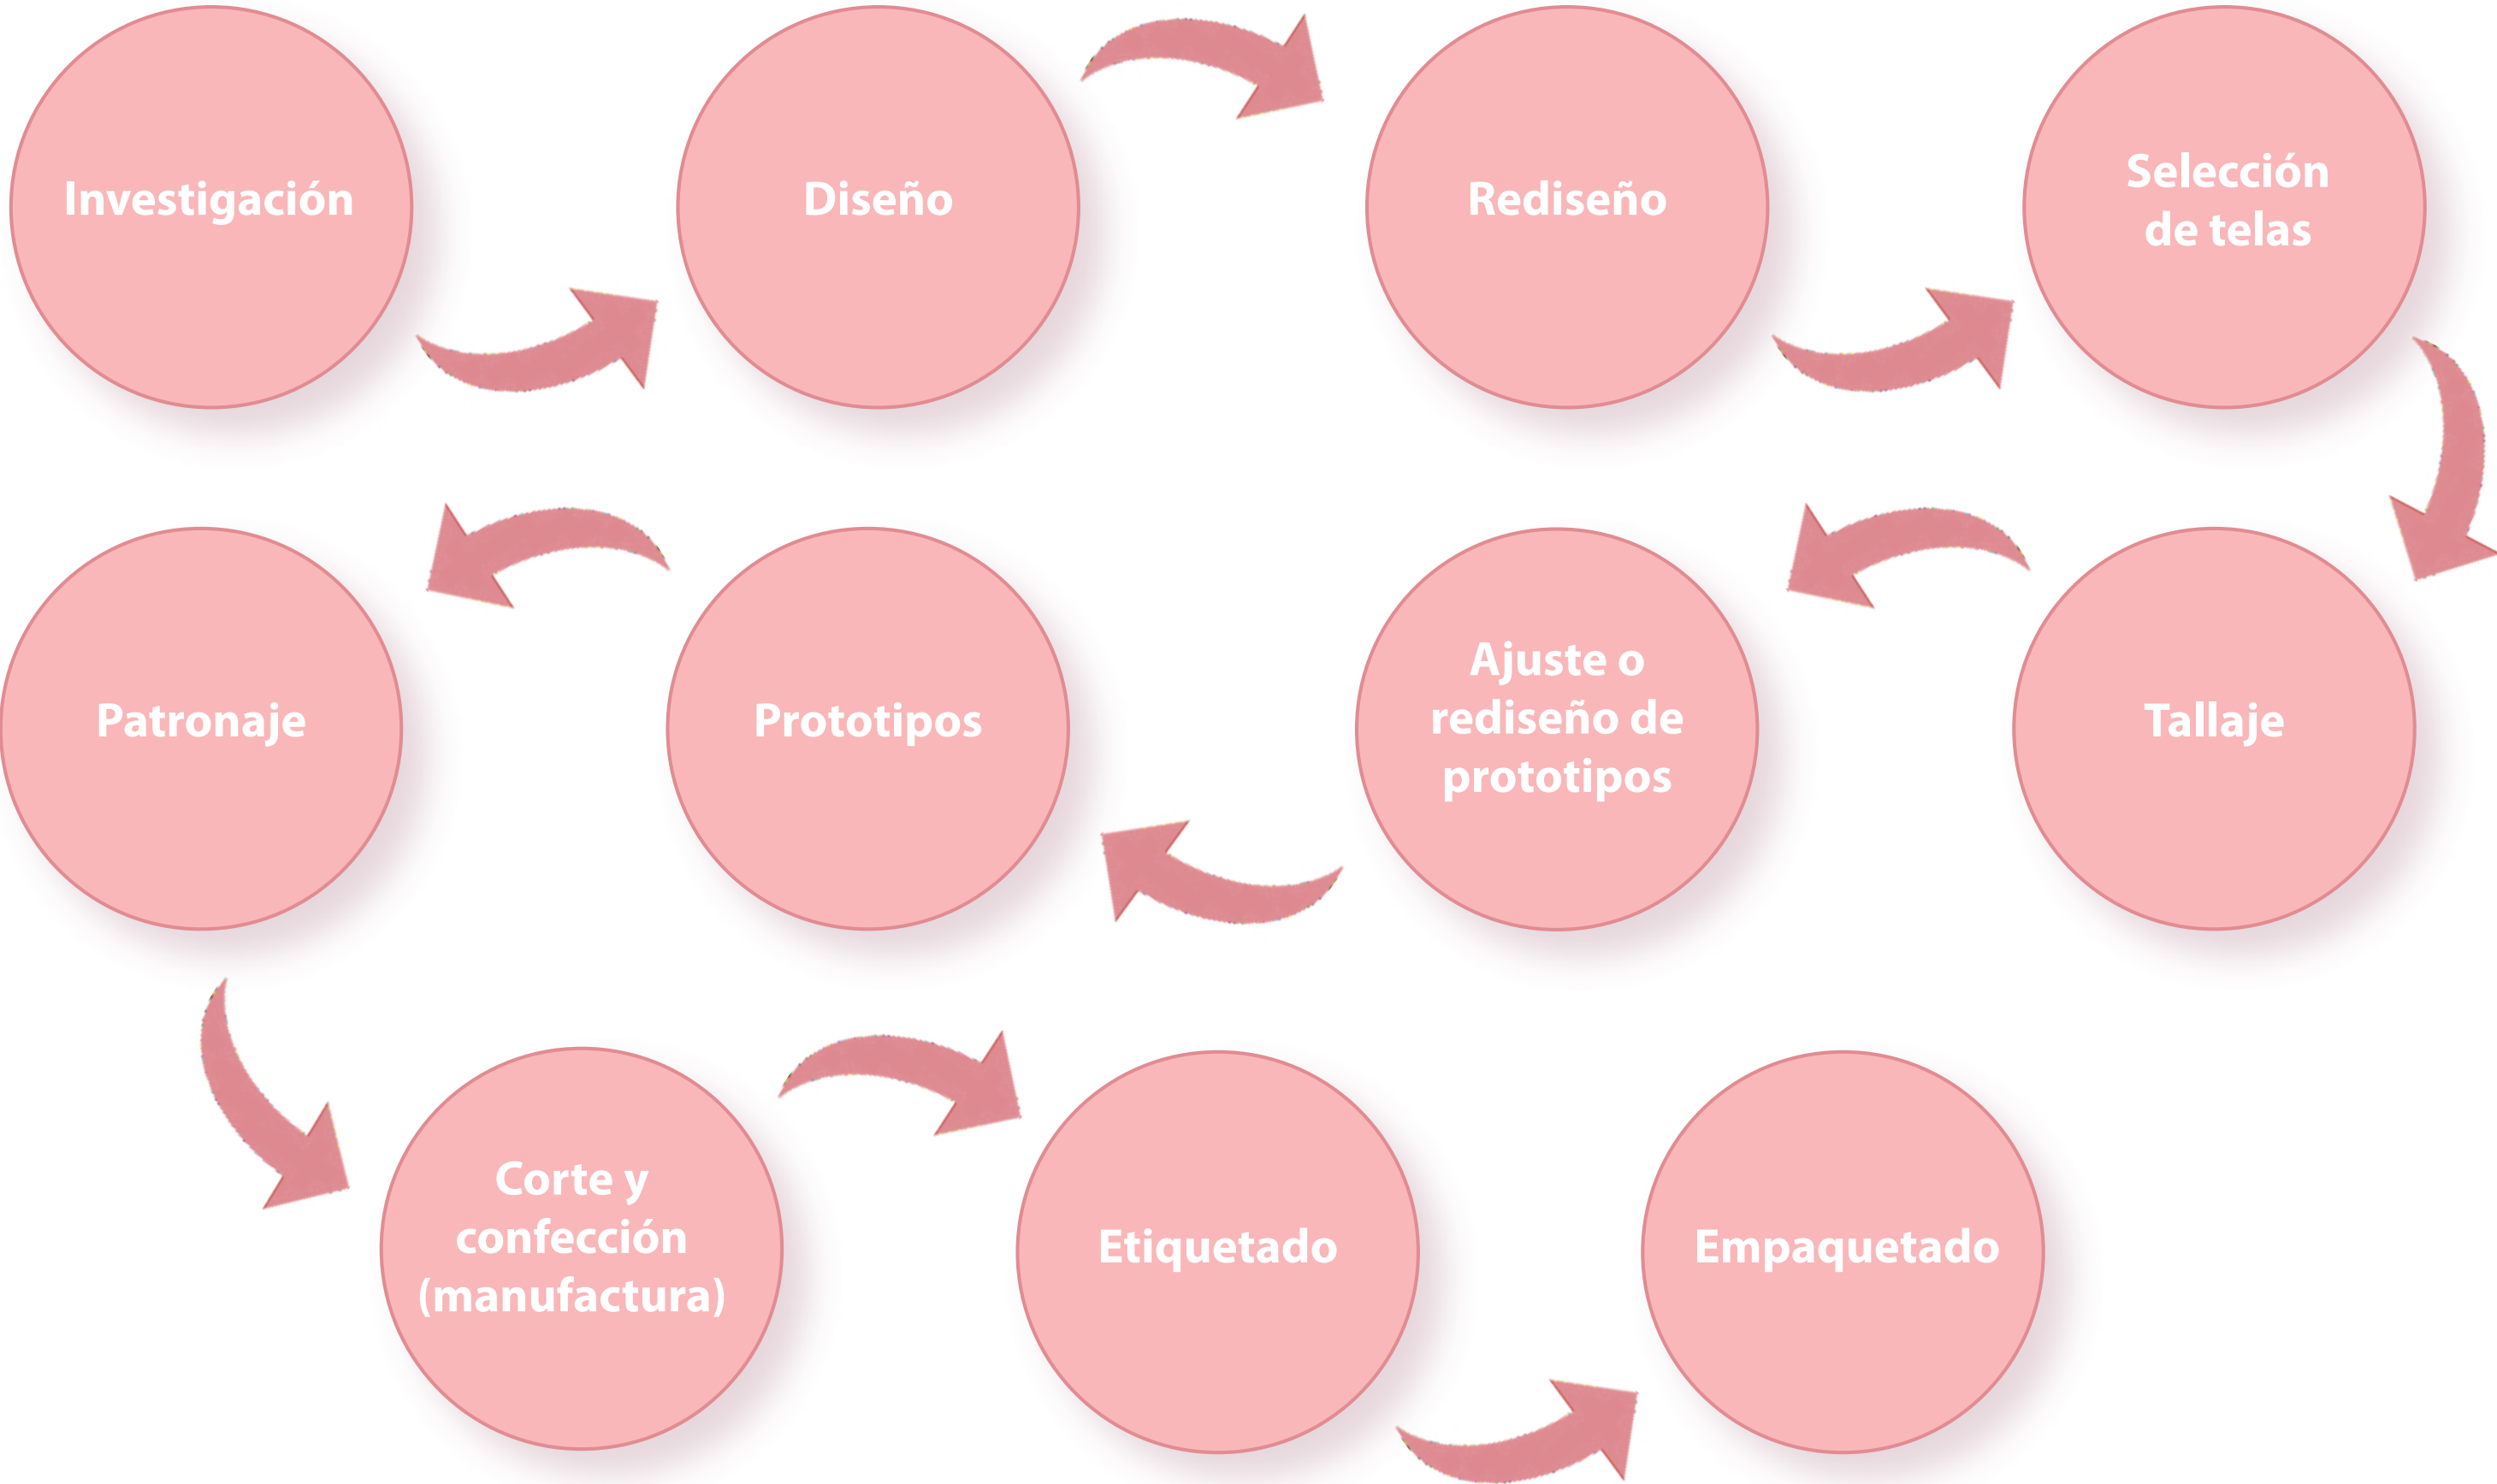 Investigación
Diseño
Rediseño
Selección
de telas
Tallaje
Ajuste o
rediseño de
prototipos
Prototipos
Patronaje
Corte y
confección
(manufactura)
Etiquetado
Empaquetado